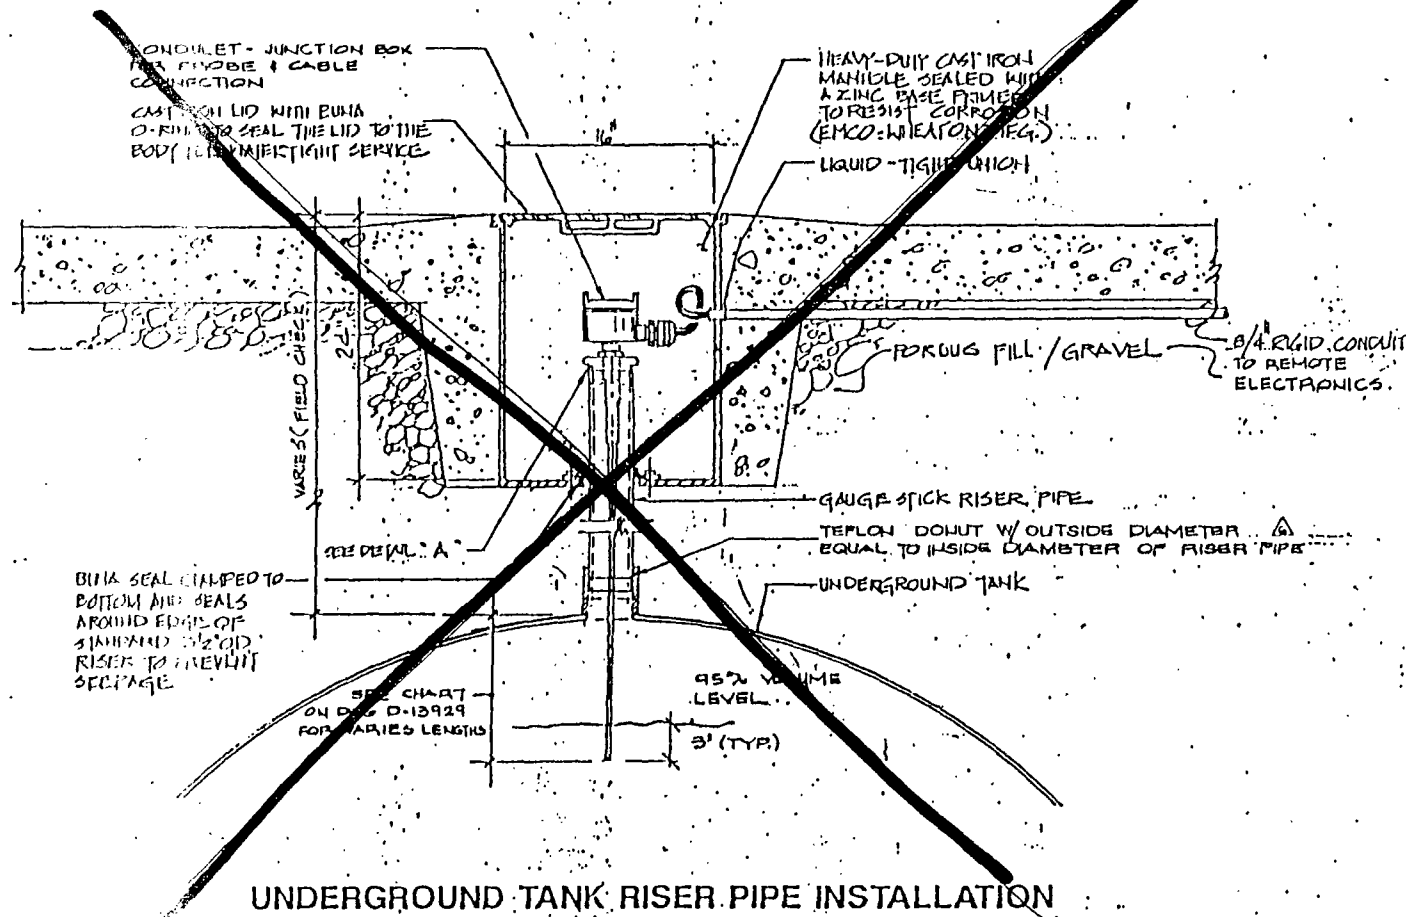 CONDULET - JUNCTION BOX
FOR PROBE & CABLE
CONNECTION
CAST IRON LID WITH BUNA
O-RING TO SEAL THE LID TO THE
BODY FOR WATERTIGHT SERVICE
HEAVY-DUTY CAST IRON
MANHOLE SEALED WITH
A ZINC BASE PRIMER
TO RESIST CORROSION
(EMCO-WHEATON MFG.)
LIQUID-TIGHT UNION
16"
VARIES (FIELD CHECK)
24"
POROUS FILL / GRAVEL
3/4" RIGID CONDUIT
TO REMOTE
ELECTRONICS.
GAUGE STICK RISER PIPE
TEFLON DONUT W/ OUTSIDE DIAMETER
EQUAL TO INSIDE DIAMETER OF RISER PIPE
SEE DETAIL "A"
UNDERGROUND TANK
BUNA SEAL CLAMPED TO
BOTTOM AND SEALS
AROUND EDGE OF
STANDARD OD
RISER TO PREVENT
SEEPAGE
SEE CHART
ON DWG D-13929
FOR VARIES LENGTHS
95% VOLUME
LEVEL
3" (TYP.)
UNDERGROUND TANK RISER PIPE INSTALLATION